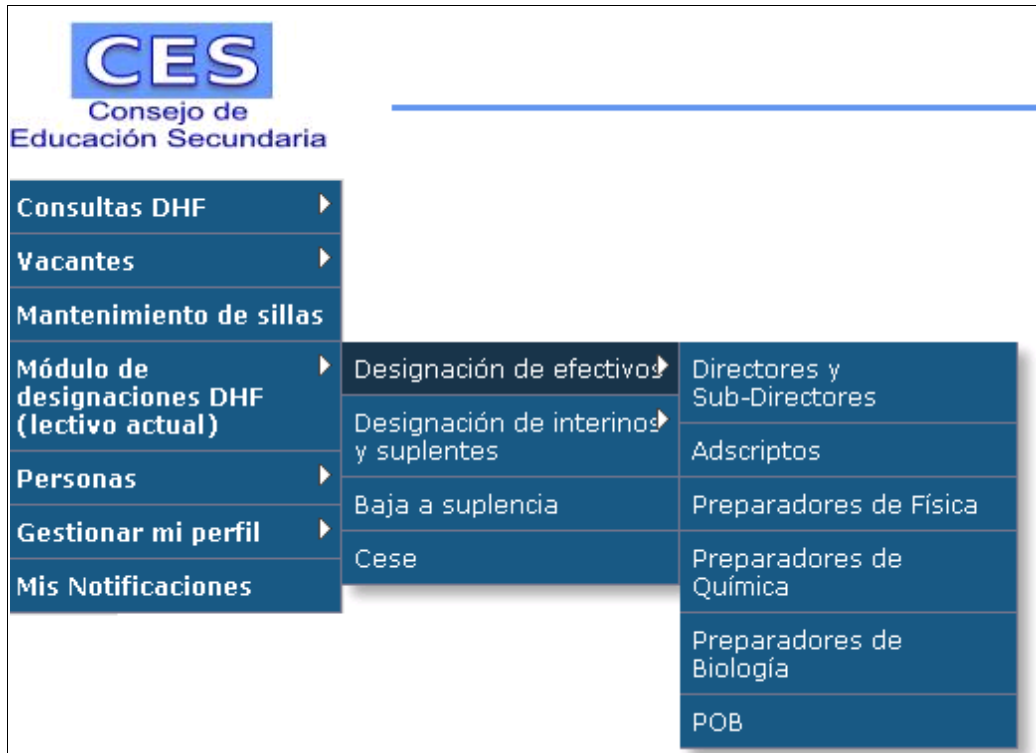 CES
Consejo de
Educación Secundaria
Consultas DHF
Vacantes
Mantenimiento de sillas
Módulo de
designaciones DHF
(lectivo actual)
Personas
Gestionar mi perfil
Mis Notificaciones
Designación de efectivos
Designación de interinos
y suplentes
Baja a suplencia
Cese
Directores y
Sub-Directores
Adscriptos
Preparadores de Física
Preparadores de
Química
Preparadores de
Biología
POB